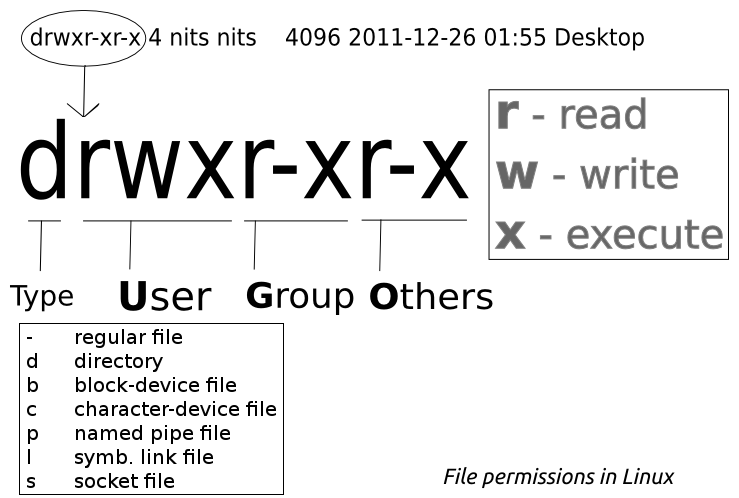 drwxr-xr-x 4 nits nits 4096 2011-12-26 01:55 Desktop
drwxr-xr-x
r - read
w - write
x - execute
Type User Group Others
- regular file
d directory
b block-device file
c character-device file
p named pipe file
l symb. link file
s socket file
File permissions in Linux